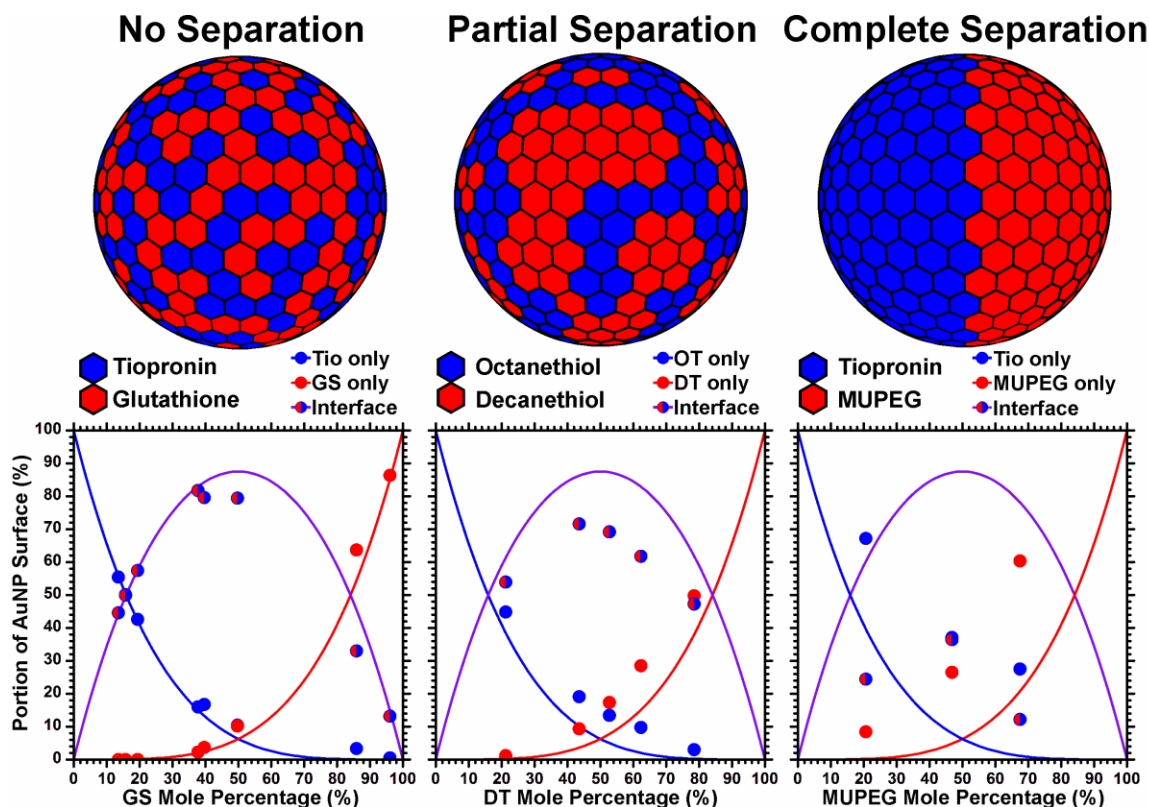 No Separation
Partial Separation
Complete Separation
Tiopronin
Glutathione
Tio only
GS only
Interface
Octanethiol
Decanethiol
OT only
DT only
Interface
Tiopronin
MUPEG
Tio only
MUPEG only
Interface
Portion of AuNP Surface (%)
100
90
80
70
60
50
40
30
20
10
0
0 10 20 30 40 50 60 70 80 90 100
GS Mole Percentage (%)
0 10 20 30 40 50 60 70 80 90 100
DT Mole Percentage (%)
0 10 20 30 40 50 60 70 80 90 100
MUPEG Mole Percentage (%)